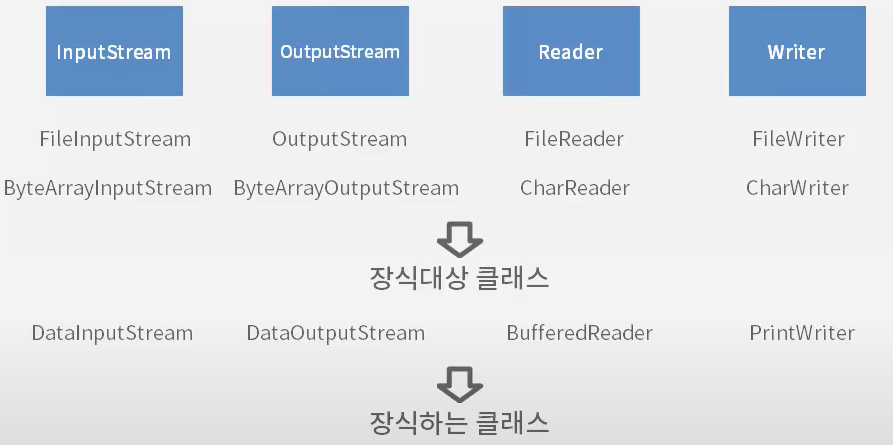 InputStream OutputStream Reader Writer
FileInputStream OutputStream FileReader FileWriter
ByteArrayInputStream ByteArrayOutputStream CharReader CharWriter
장식대상 클래스
DataInputStream DataOutputStream BufferedReader PrintWriter
장식하는 클래스